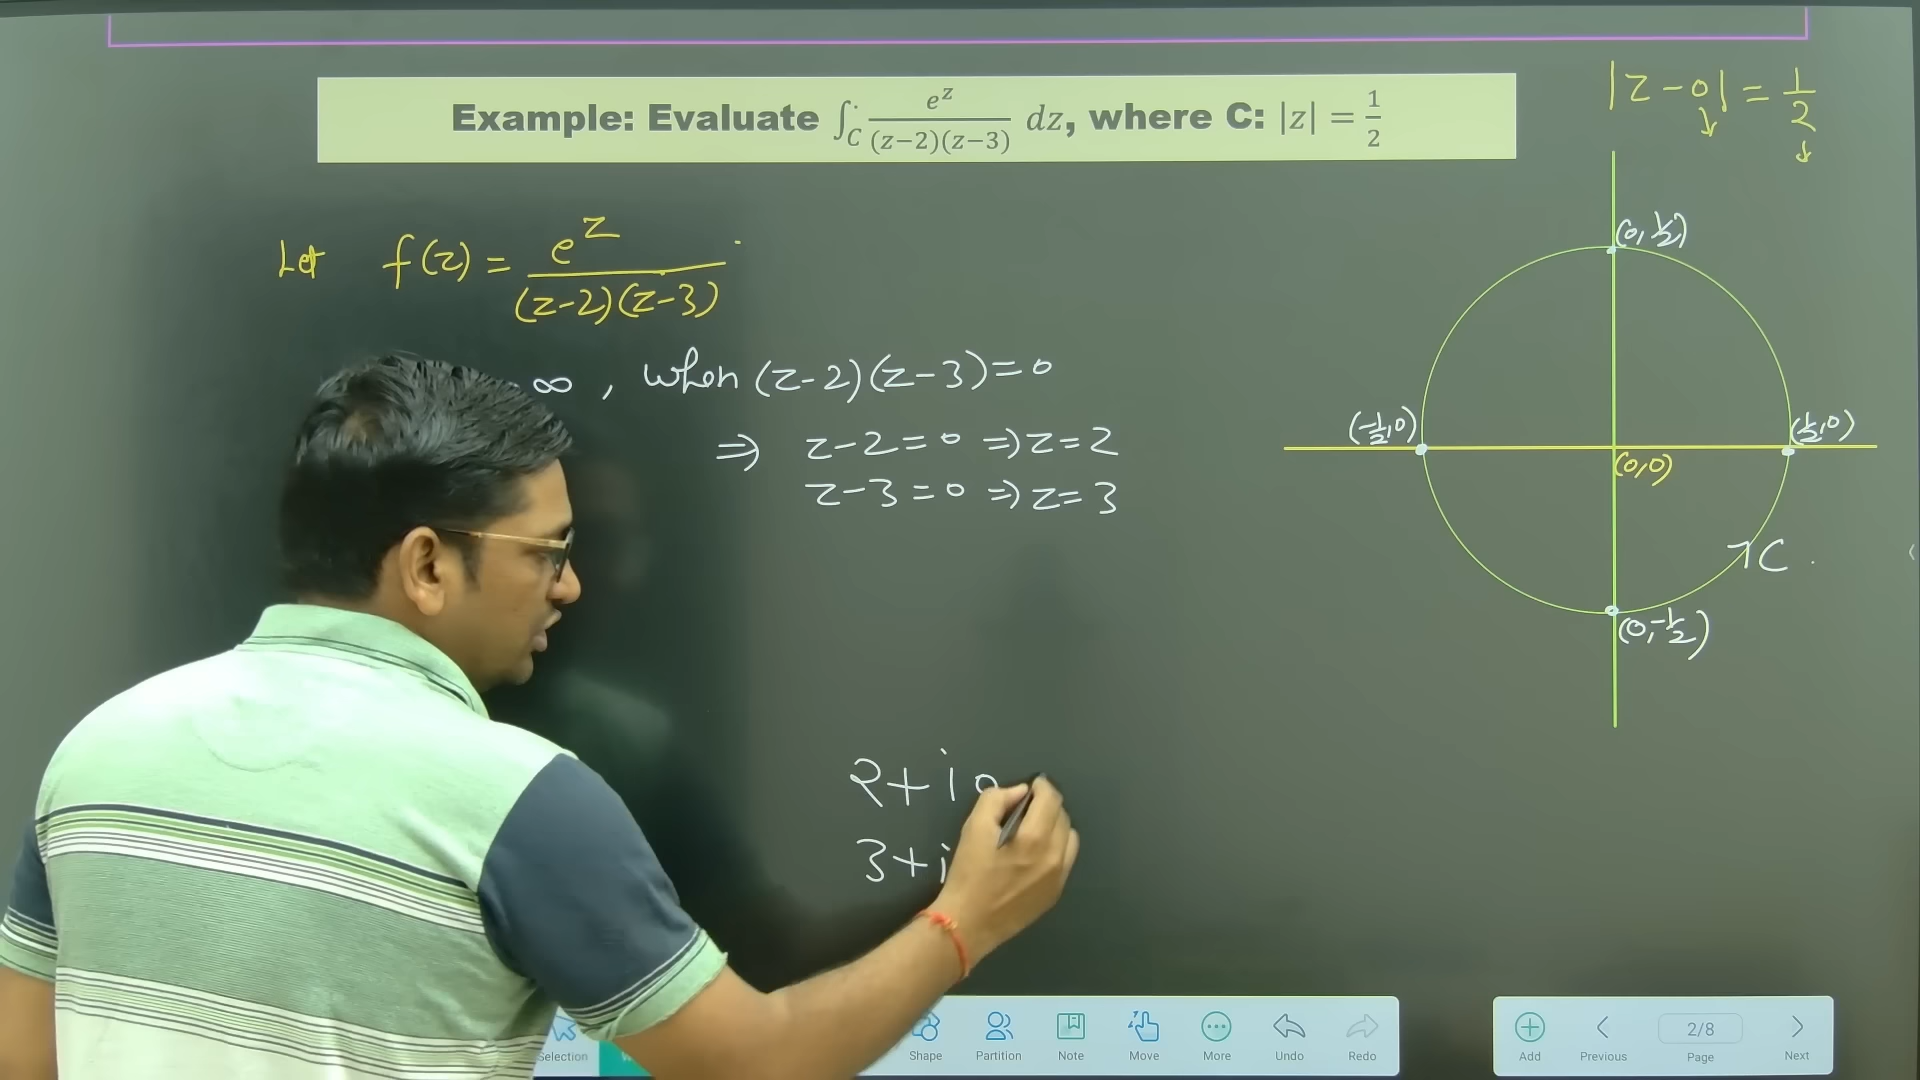 Example: Evaluate ∫_C e^z/((z−2)(z−3)) dz, where C: |z| = 1/2
|z-0| = 1/2
Let f(z) = e^z/((z-2)(z-3))
∞, when (z-2)(z-3)=0
⇒ z-2=0 ⇒ z=2
z-3=0 ⇒ z=3
2+i0
3+i
(0, 1/2)
(-1/2, 0)
(1/2, 0)
(0,0)
C
(0, -1/2)
Selection
Shape
Partition
Note
Move
More
Undo
Redo
Add
Previous
2/8
Page
Next